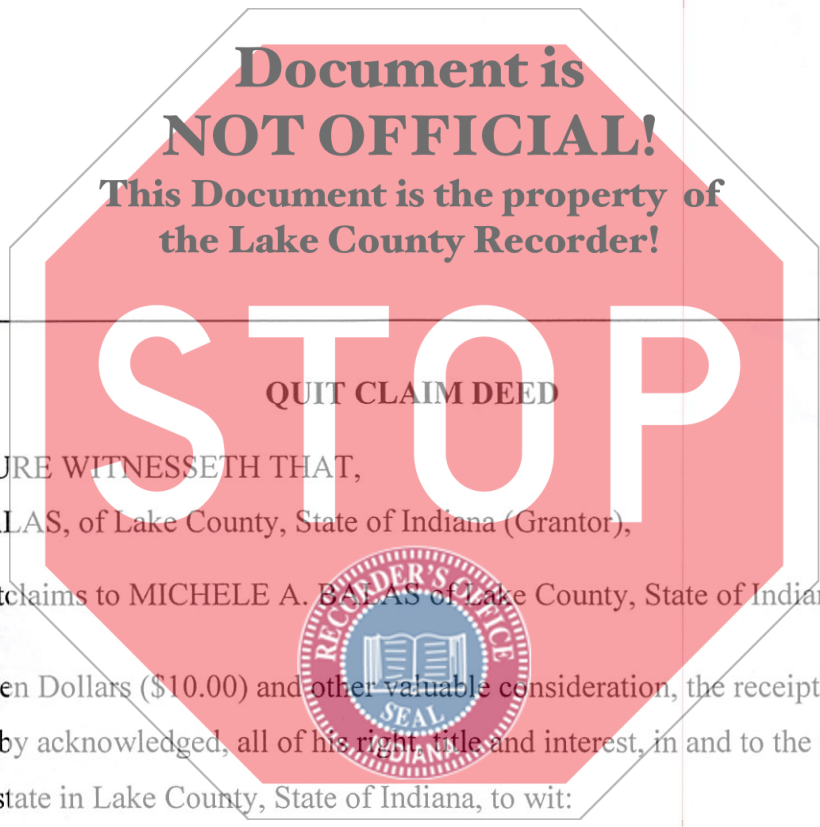 Document is
NOT OFFICIAL!
This Document is the property of
the Lake County Recorder!
STOP
QUIT CLAIM DEED
URE WITNESSETH THAT,
LAS, of Lake County, State of Indiana (Grantor),
tclaims to MICHELE A. BALAS of Lake County, State of Indian
RECORDER'S OFFICE
SEAL
INDIANA
en Dollars ($10.00) and other valuable consideration, the receipt
by acknowledged, all of his right, title and interest, in and to the
state in Lake County, State of Indiana, to wit: